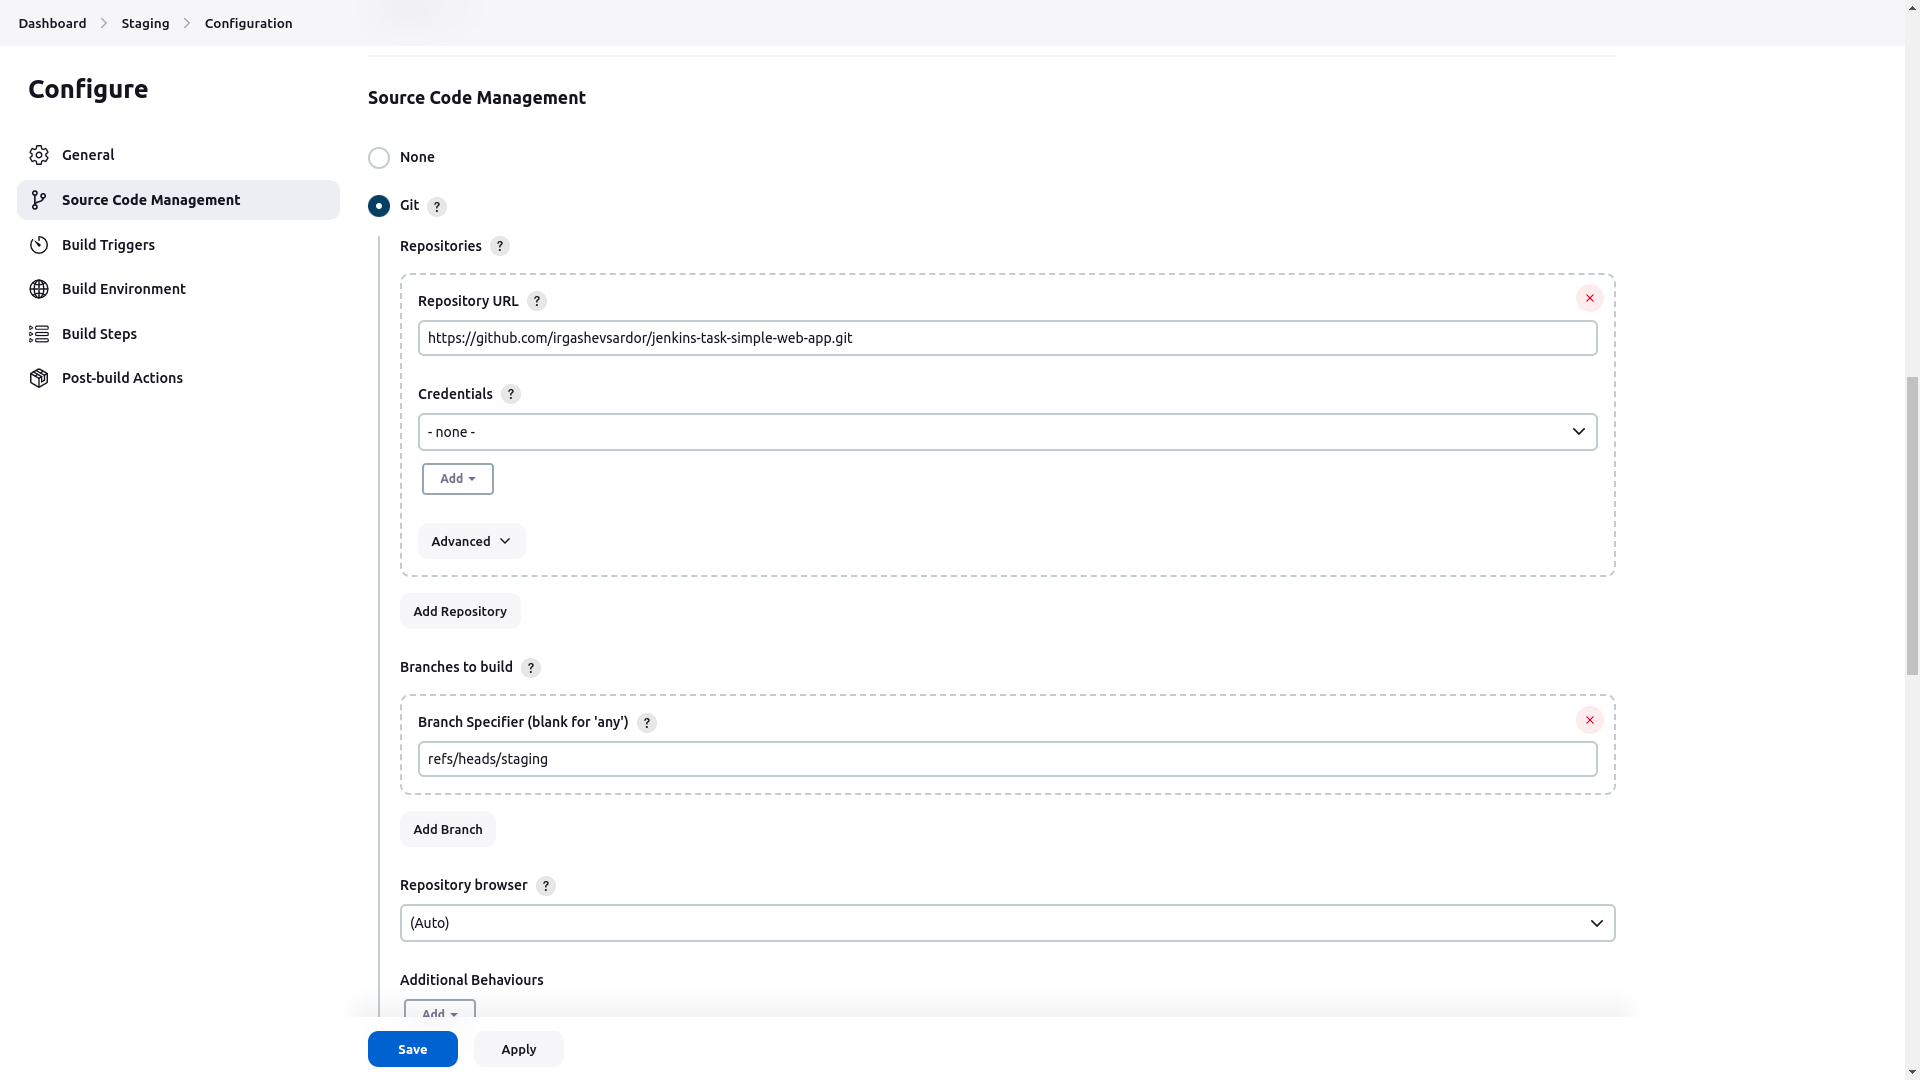 Dashboard > Staging > Configuration
Configure
General
Source Code Management
Build Triggers
Build Environment
Build Steps
Post-build Actions
Source Code Management
None
Git ?
Repositories ?
Repository URL ?
https://github.com/irgashevsardor/jenkins-task-simple-web-app.git
Credentials ?
- none -
Add
Advanced
Add Repository
Branches to build ?
Branch Specifier (blank for 'any') ?
refs/heads/staging
Add Branch
Repository browser ?
(Auto)
Additional Behaviours
Add
Save Apply